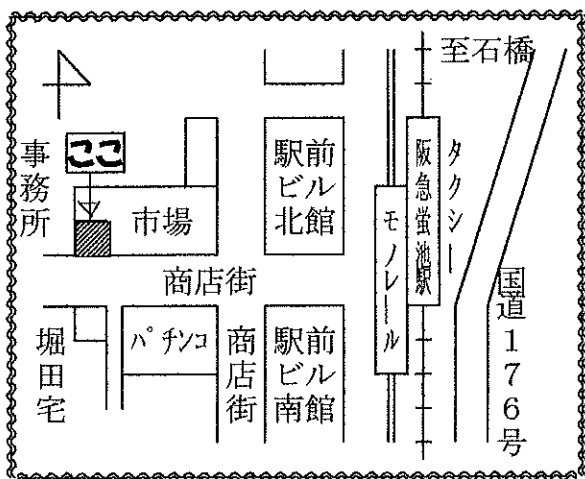 至石橋
ここ
事務所
市場
駅前ビル北館
阪急蛍池駅
タクシー
モノレール
商店街
国道176号
堀田宅
パチンコ
商店街
駅前ビル南館